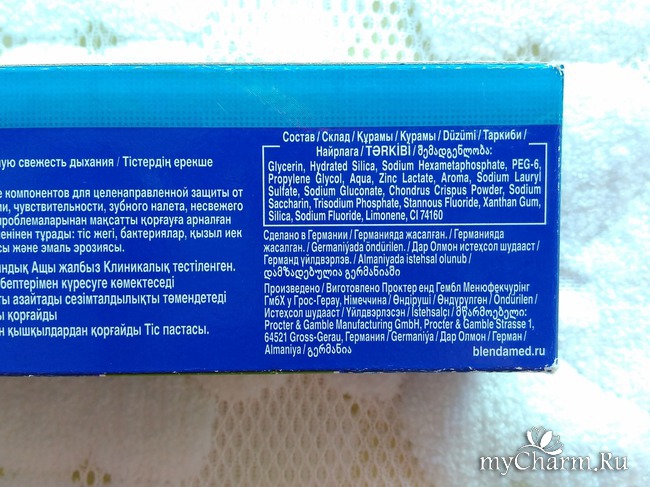 ную свежесть дыхания / Тістердің ерекше
е компонентов для целенаправленной защиты от
ии, чувствительности, зубного налета, несвежего
проблемаларынан мақсатты қорғауға арналған
енінен тұрады: тіс жегі, бактериялар, қызыл иек
сы және эмаль эрозиясы.
ындық Ащы жалбыз Клиникалық тестіленген.
бептерімен күресуге көмектеседі
ты азайтады сезімталдылықты төмендетеді
ы қорғайды
н қышқылдардан қорғайды Тіс пастасы.
Состав / Склад / Құрамы / Курамы / Düzümi / Таркиби /
Найрлага / TƏRKİBİ / შემადგენლობა:
Glycerin, Hydrated Silica, Sodium Hexametaphosphate, PEG-6,
Propylene Glycol, Aqua, Zinc Lactate, Aroma, Sodium Lauryl
Sulfate, Sodium Gluconate, Chondrus Crispus Powder, Sodium
Saccharin, Trisodium Phosphate, Stannous Fluoride, Xanthan Gum,
Silica, Sodium Fluoride, Limonene, CI 74160
Сделано в Германии / Германияда жасалған. / Германияда
жасалган. / Germaniýada öndürilen. / Дар Олмон истеҳсол шудааст /
Германд үйлдвэрлэв. / Almaniyada istehsal olunub /
დამზადებულია გერმანიაში
Произведено / Виготовлено Проктер енд Гембл Менюфекчурінг
ГмбХ у Грос-Герау, Німеччина / Өндіруші / Өндүрүлгөн / Öndürilen /
Истеҳсол шудааст / Үйлдвэрлэсэн / İstehsalçı / მწარმოებელი:
Procter & Gamble Manufacturing GmbH, Procter & Gamble Strasse 1,
64521 Gross-Gerau, Германия / Germaniýa / Дар Олмон / Герман /
Almaniya / გერმანია
blendamed.ru
myCharm.Ru